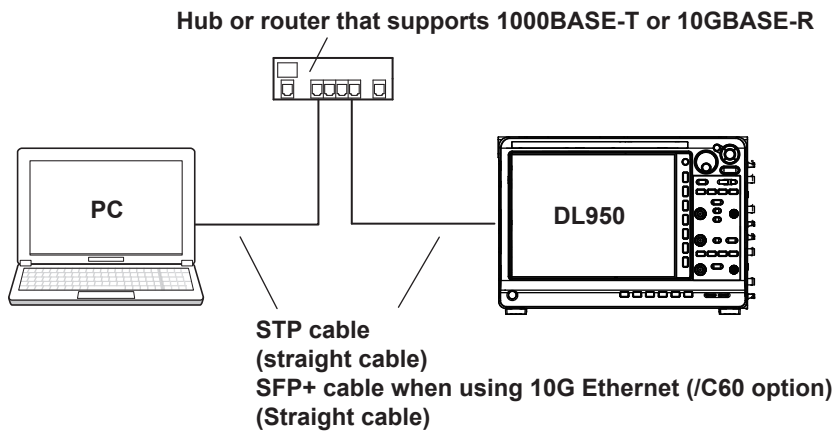 Hub or router that supports 1000BASE-T or 10GBASE-R
PC
DL950
STP cable
(straight cable)
SFP+ cable when using 10G Ethernet (/C60 option)
(Straight cable)